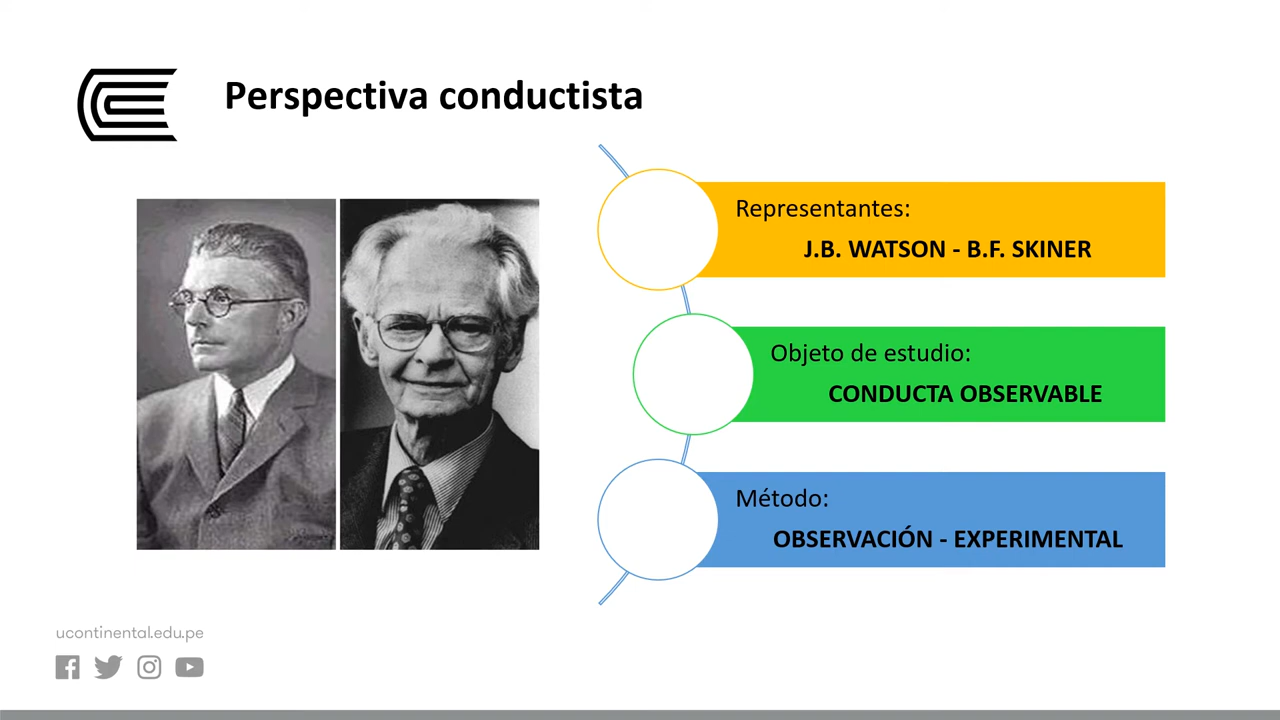 Perspectiva conductista
Representantes:
J.B. WATSON - B.F. SKINER
Objeto de estudio:
CONDUCTA OBSERVABLE
Método:
OBSERVACIÓN - EXPERIMENTAL
ucontinental.edu.pe